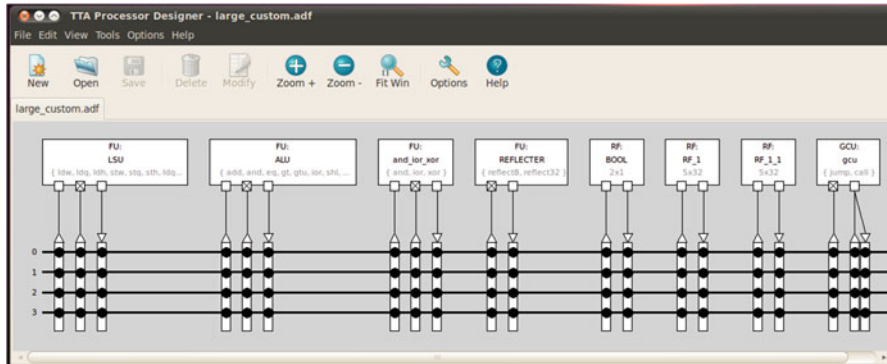 TTA Processor Designer - large_custom.adf
File Edit View Tools Options Help
New Open Save Delete Modify Zoom + Zoom - Fit Win Options Help
large_custom.adf
FU: FU: FU: FU: RF: RF: RF: GCU:
LSU ALU and_ior_xor REFLECTER BOOL RF_1 RF_1_1 gcu
{ ldw, ldq, ldh, stw, stq, sth, ldq... { add, and, eq, gt, gtu, ior, shl, ... { and, ior, xor } { reflect8, reflect32 } 2x1 5x32 5x32 { jump, call }
0
1
2
3